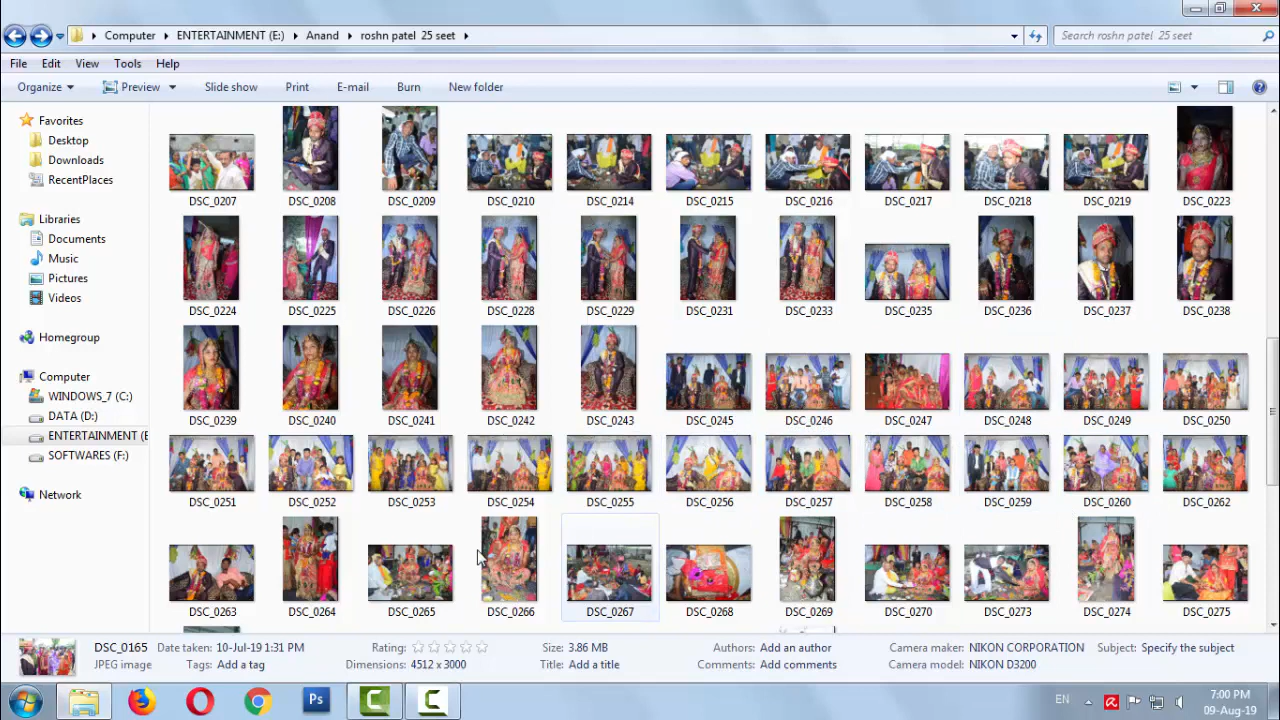 Computer ENTERTAINMENT (E:) Anand roshn patel 25 seet
Search roshn patel 25 seet
File Edit View Tools Help
Organize Preview Slide show Print E-mail Burn New folder
Favorites
Desktop
Downloads
RecentPlaces
Libraries
Documents
Music
Pictures
Videos
Homegroup
Computer
WINDOWS_7 (C:)
DATA (D:)
ENTERTAINMENT (E
SOFTWARES (F:)
Network
DSC_0207 DSC_0208 DSC_0209 DSC_0210 DSC_0214 DSC_0215 DSC_0216 DSC_0217 DSC_0218 DSC_0219 DSC_0223
DSC_0224 DSC_0225 DSC_0226 DSC_0228 DSC_0229 DSC_0231 DSC_0233 DSC_0235 DSC_0236 DSC_0237 DSC_0238
DSC_0239 DSC_0240 DSC_0241 DSC_0242 DSC_0243 DSC_0245 DSC_0246 DSC_0247 DSC_0248 DSC_0249 DSC_0250
DSC_0251 DSC_0252 DSC_0253 DSC_0254 DSC_0255 DSC_0256 DSC_0257 DSC_0258 DSC_0259 DSC_0260 DSC_0262
DSC_0263 DSC_0264 DSC_0265 DSC_0266 DSC_0267 DSC_0268 DSC_0269 DSC_0270 DSC_0273 DSC_0274 DSC_0275
DSC_0165 Date taken: 10-Jul-19 1:31 PM Rating: Size: 3.86 MB Authors: Add an author Camera maker: NIKON CORPORATION Subject: Specify the subject
JPEG image Tags: Add a tag Dimensions: 4512 x 3000 Title: Add a title Comments: Add comments Camera model: NIKON D3200
Ps
EN
7:00 PM
09-Aug-19